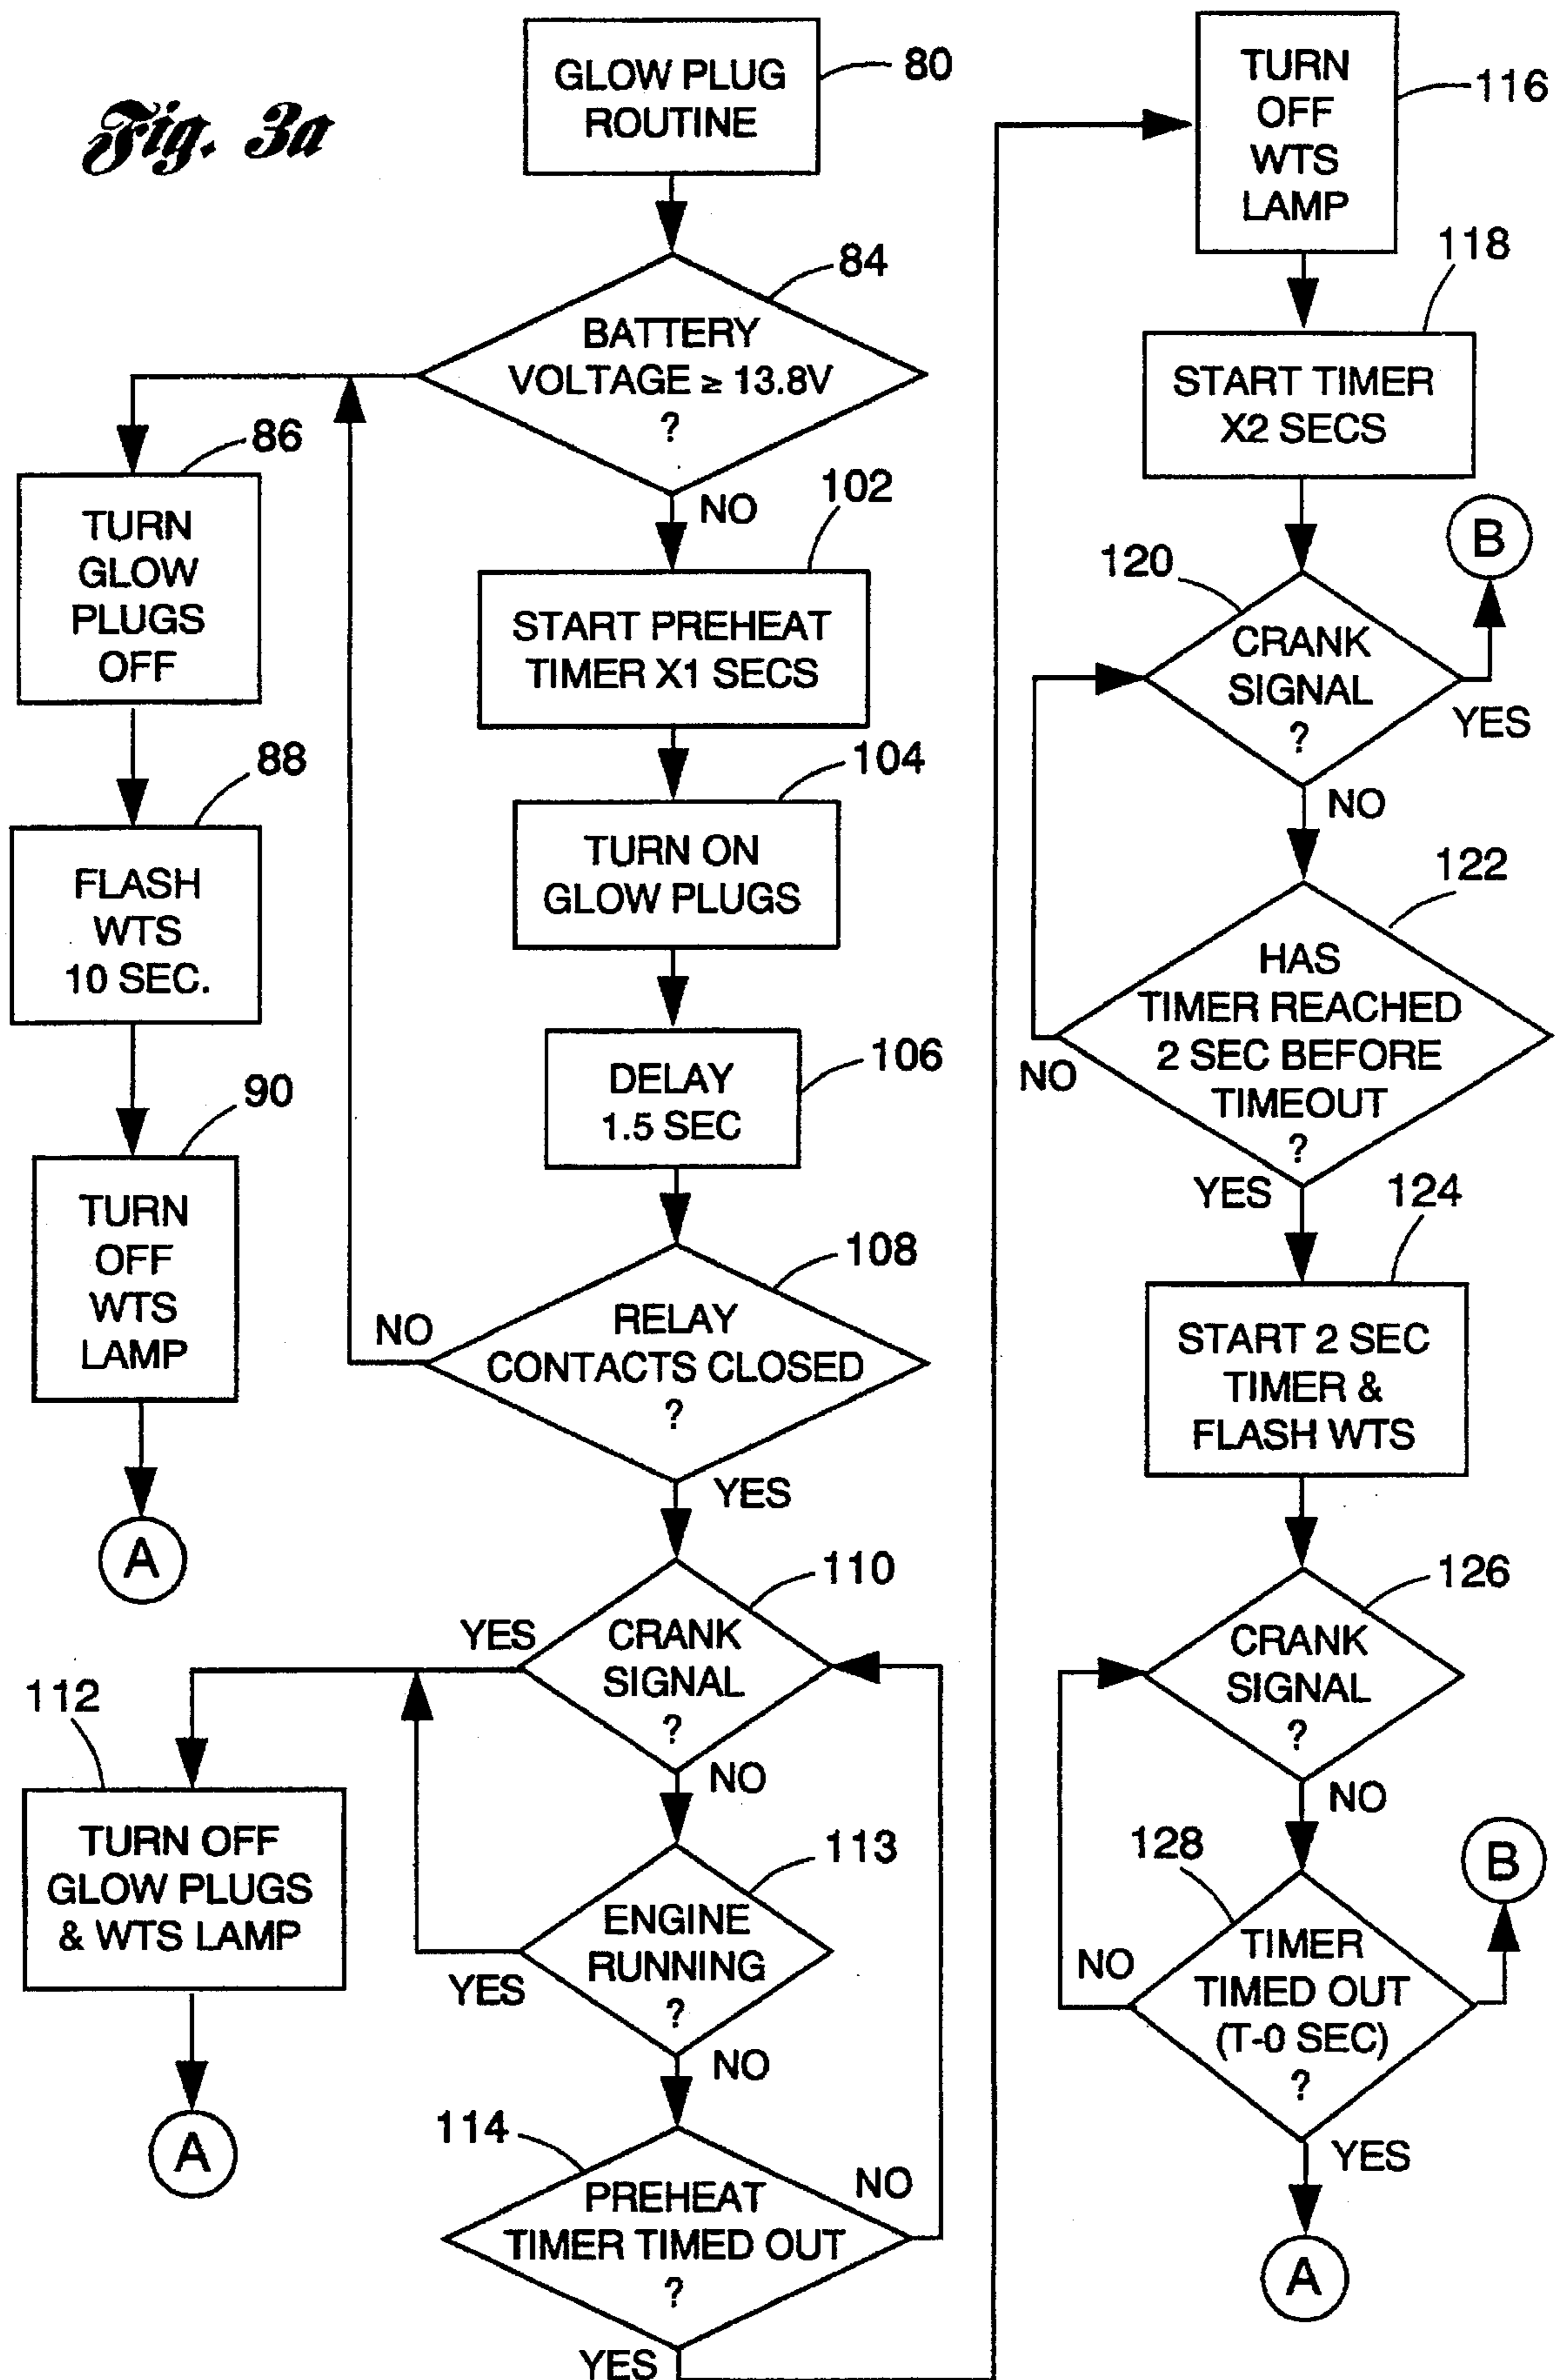 Fig. 3a
GLOW PLUG
ROUTINE
80
BATTERY
VOLTAGE ≥ 13.8V
?
84
NO
86
TURN
GLOW
PLUGS
OFF
88
FLASH
WTS
10 SEC.
90
TURN
OFF
WTS
LAMP
A
102
START PREHEAT
TIMER X1 SECS
104
TURN ON
GLOW PLUGS
106
DELAY
1.5 SEC
108
RELAY
CONTACTS CLOSED
?
NO
YES
110
CRANK
SIGNAL
?
YES
NO
112
TURN OFF
GLOW PLUGS
& WTS LAMP
A
113
ENGINE
RUNNING
?
YES
NO
114
PREHEAT
TIMER TIMED OUT
?
NO
YES
116
TURN
OFF
WTS
LAMP
118
START TIMER
X2 SECS
120
CRANK
SIGNAL
?
YES
B
NO
122
HAS
TIMER REACHED
2 SEC BEFORE
TIMEOUT
?
NO
YES
124
START 2 SEC
TIMER &
FLASH WTS
126
CRANK
SIGNAL
?
NO
128
TIMER
TIMED OUT
(T-0 SEC)
?
NO
B
YES
A